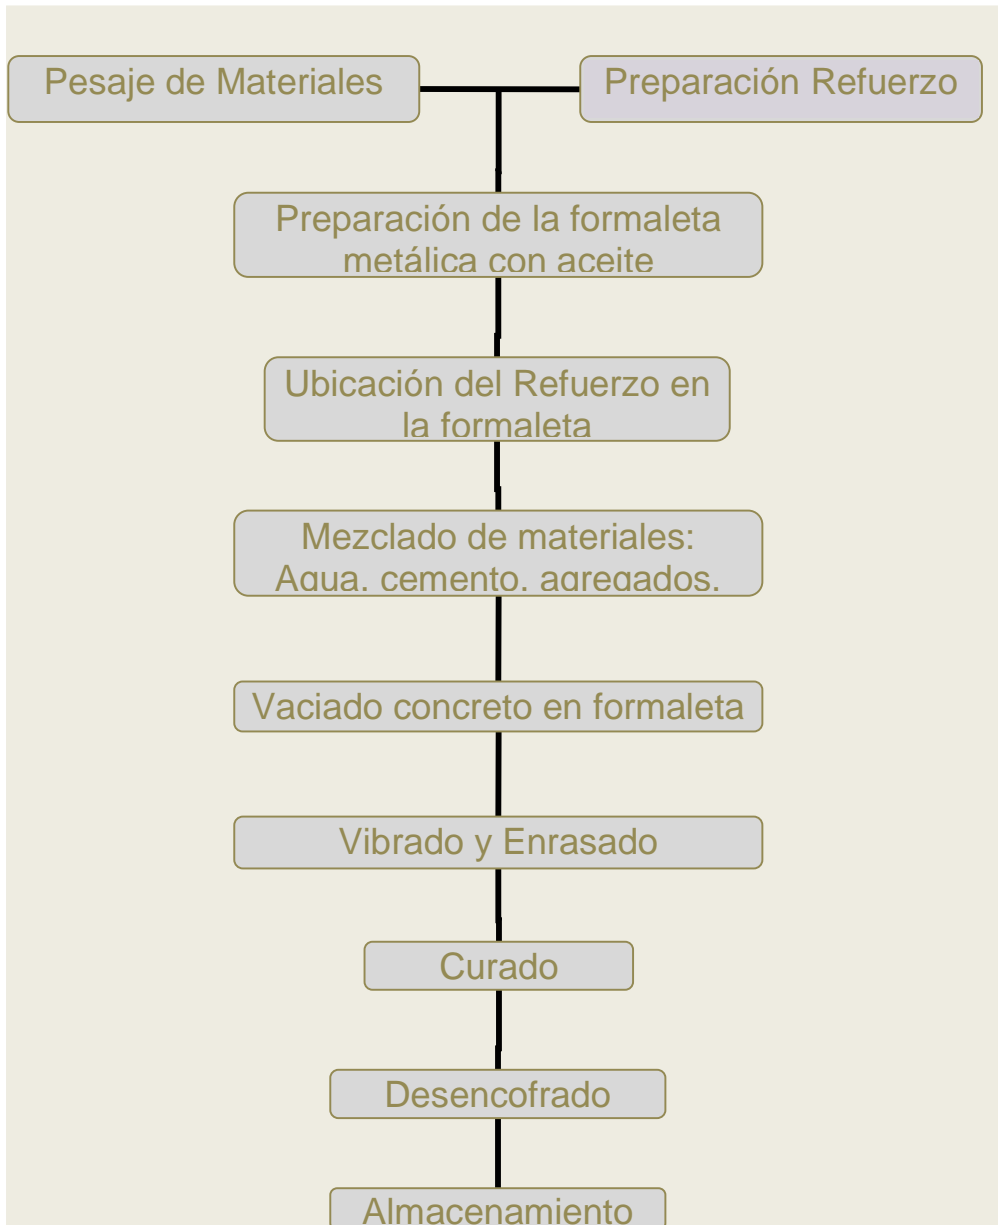 Pesaje de Materiales
Preparación Refuerzo
Preparación de la formaleta
metálica con aceite
Ubicación del Refuerzo en
la formaleta
Mezclado de materiales:
Agua, cemento, agregados,
Vaciado concreto en formaleta
Vibrado y Enrasado
Curado
Desencofrado
Almacenamiento